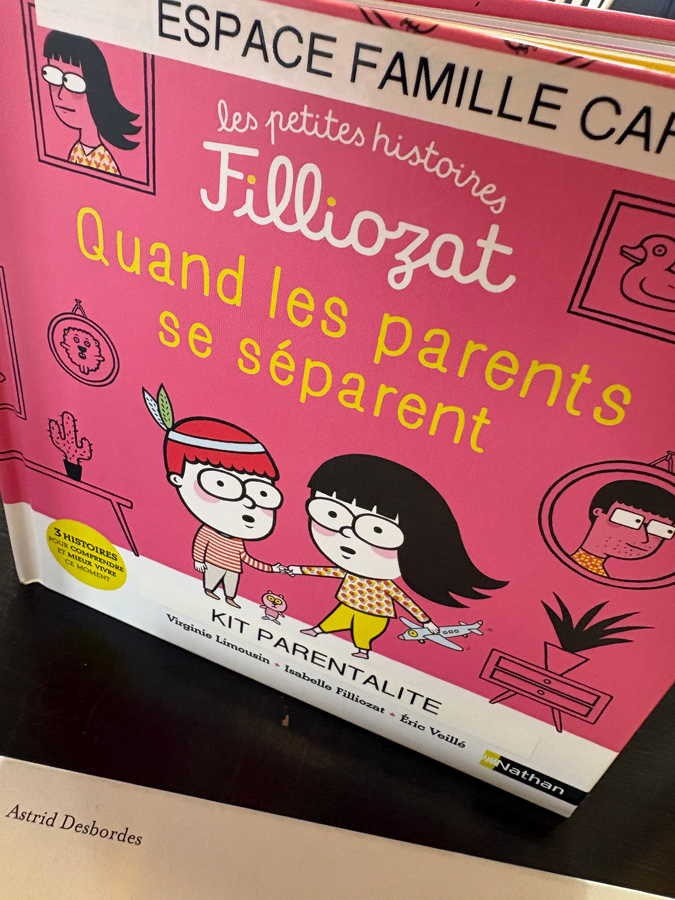 ESPACE FAMILLE CAF
les petites histoires
Filliozat
Quand les parents
se séparent
3 HISTOIRES
POUR COMPRENDRE
ET MIEUX VIVRE
CE MOMENT
KIT PARENTALITE
Virginie Limousin • Isabelle Filliozat • Éric Veillé
Nathan
Astrid Desbordes